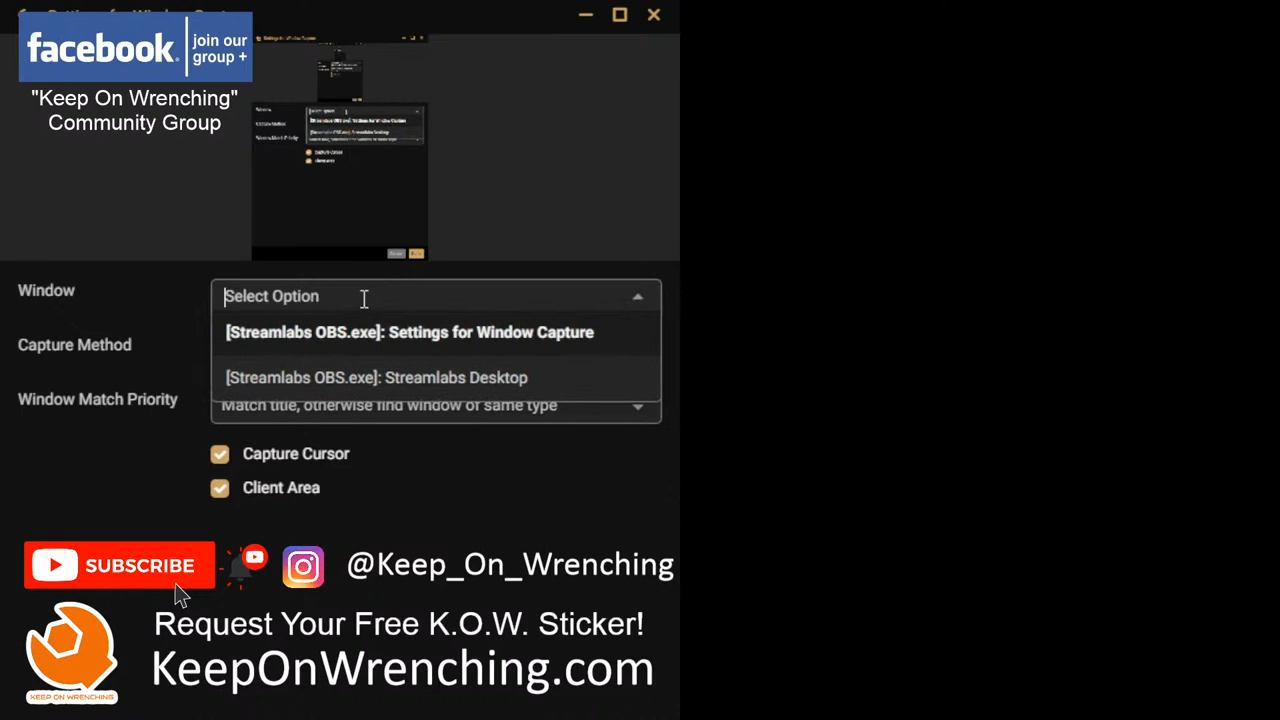 facebook.
join our
group +
"Keep On Wrenching"
Community Group
Window
Select Option
[Streamlabs OBS.exe]: Settings for Window Capture
Capture Method
[Streamlabs OBS.exe]: Streamlabs Desktop
Window Match Priority
Match title, otherwise find window of same type
Capture Cursor
Client Area
SUBSCRIBE
@Keep_On_Wrenching
Request Your Free K.O.W. Sticker!
KeepOnWrenching.com
KEEP ON WRENCHING